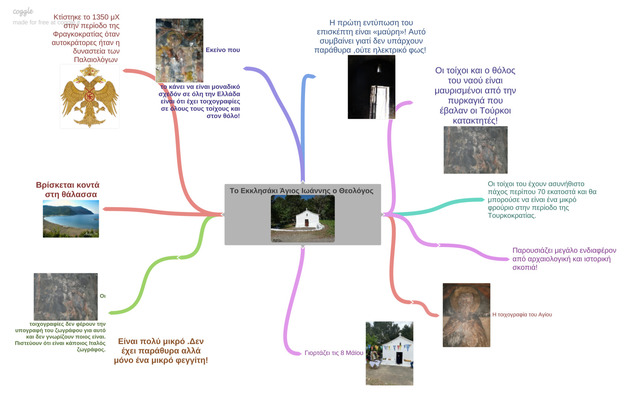 coggle
made for free at coggle.it
Κτίστηκε το 1350 μΧ
στην περίοδο της
Φραγκοκρατίας όταν
αυτοκράτορες ήταν η
δυναστεία των
Παλαιολόγων
Εκείνο που
το κάνει να είναι μοναδικό
σχεδόν σε όλη την Ελλάδα
είναι ότι έχει τοιχογραφίες
σε όλους τους τοίχους και
στον θόλο!
Η πρώτη εντύπωση του
επισκέπτη είναι «μαύρη»! Αυτό
συμβαίνει γιατί δεν υπάρχουν
παράθυρα ,ούτε ηλεκτρικό φως!
Οι τοίχοι και ο θόλος
του ναού είναι
μαυρισμένοι από την
πυρκαγιά που
έβαλαν οι Τούρκοι
κατακτητές!
Βρίσκεται κοντά
στη θάλασσα
Το Εκκλησάκι Άγιος Ιωάννης ο Θεολόγος
Οι τοίχοι του έχουν ασυνήθιστο
πάχος περίπου 70 εκατοστά και θα
μπορούσε να είναι ένα μικρό
φρούριο στην περίοδο της
Τουρκοκρατίας.
Παρουσιάζει μεγάλο ενδιαφέρον
από αρχαιολογική και ιστορική
σκοπιά!
Οι
τοιχογραφίες δεν φέρουν την
υπογραφή του ζωγράφου για αυτό
και δεν γνωρίζουν ποιος είναι.
Πιστεύουν ότι είναι κάποιος Ιταλός
ζωγράφος.
Είναι πολύ μικρό .Δεν
έχει παράθυρα αλλά
μόνο ένα μικρό φεγγίτη!
Γιορτάζει τις 8 Μάϊου
Η τοιχογραφία του Αγίου